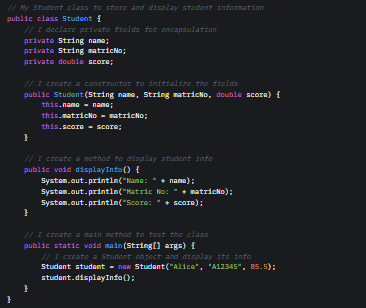 // My Student class to store and display student information
public class Student {
    // I declare private fields for encapsulation
    private String name;
    private String matricNo;
    private double score;

    // I create a constructor to initialize the fields
    public Student(String name, String matricNo, double score) {
        this.name = name;
        this.matricNo = matricNo;
        this.score = score;
    }

    // I create a method to display student info
    public void displayInfo() {
        System.out.println("Name: " + name);
        System.out.println("Matric No: " + matricNo);
        System.out.println("Score: " + score);
    }

    // I create a main method to test the class
    public static void main(String[] args) {
        // I create a Student object and display its info
        Student student = new Student("Alice", "A12345", 85.5);
        student.displayInfo();
    }
}